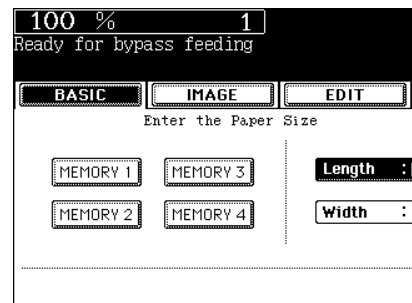 100 % 1
Ready for bypass feeding
BASIC IMAGE EDIT
Enter the Paper Size
MEMORY 1 MEMORY 3 Length :
MEMORY 2 MEMORY 4 Width :